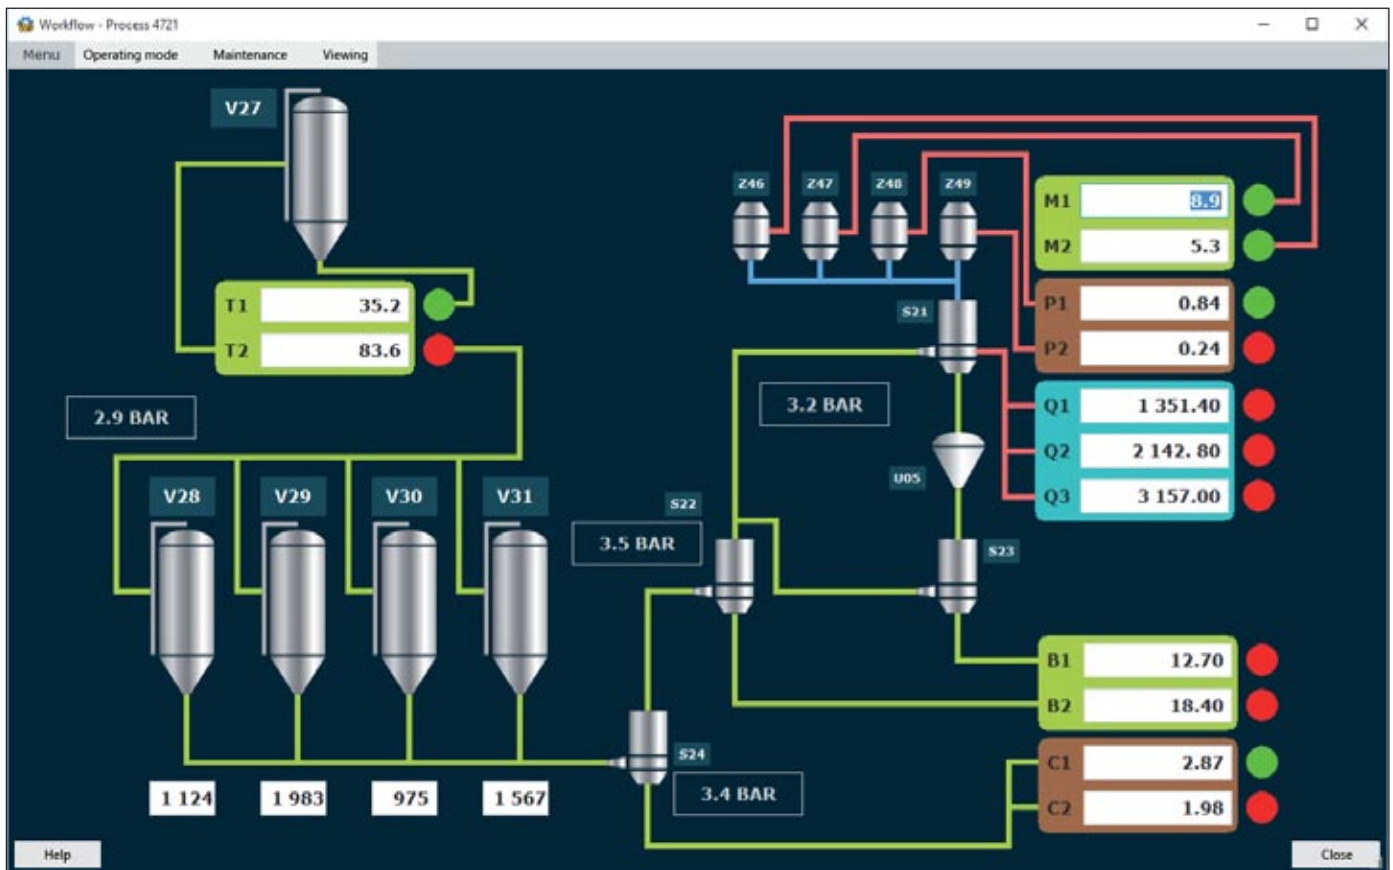 Workflow - Process 4721
Menu Operating mode Maintenance Viewing
V27
Z46 Z47 Z48 Z49
M1 8.9
M2 5.3
T1 35.2
T2 83.6
S21
P1 0.84
P2 0.24
2.9 BAR
3.2 BAR
Q1 1 351.40
Q2 2 142. 80
Q3 3 157.00
U05
V28 V29 V30 V31
S22
3.5 BAR
S23
B1 12.70
B2 18.40
S24
C1 2.87
C2 1.98
1 124 1 983 975 1 567
3.4 BAR
Help Close